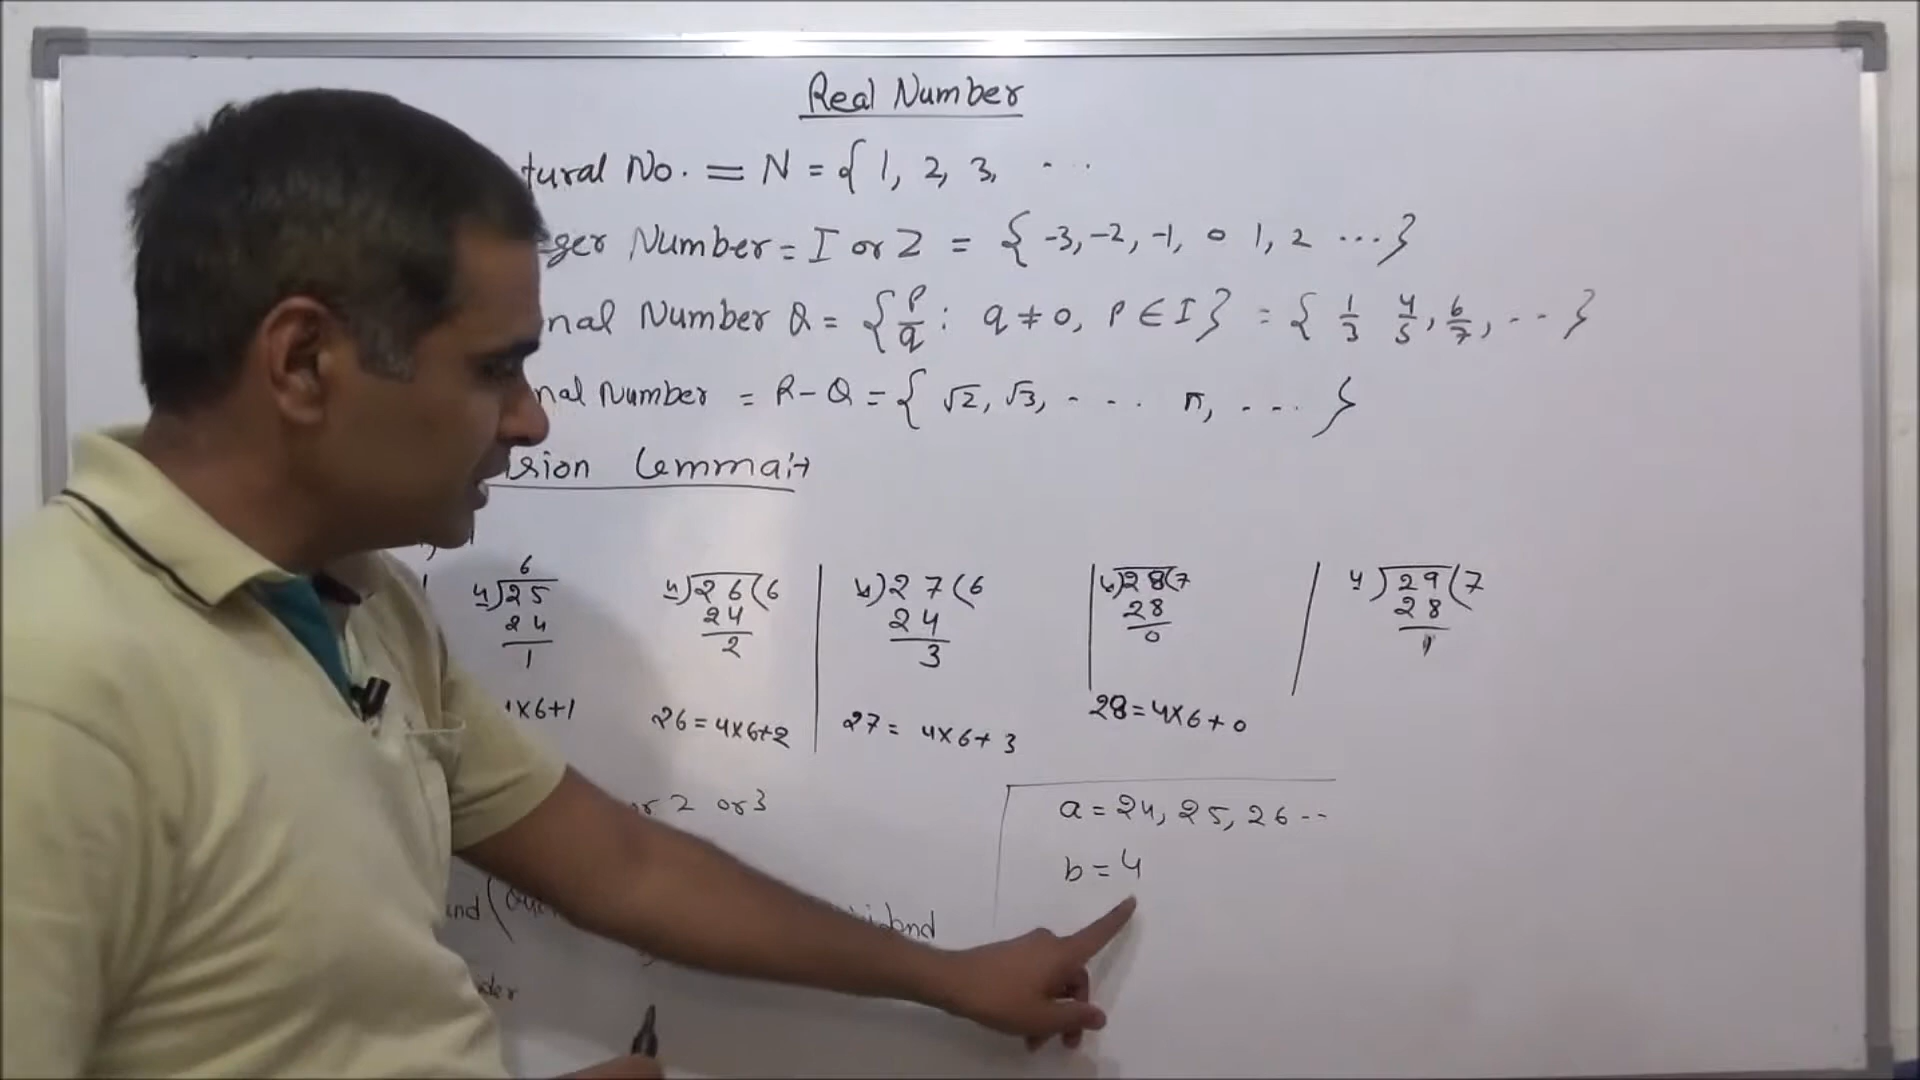 Real Number
tural No. = N = { 1, 2, 3, ...
ger Number = I or Z = { -3, -2, -1, 0 1, 2 ... }
nal Number Q = { p/q : q ≠ 0, P ∈ I } = { 1/3 4/5, 6/7, ... }
nal Number = R - Q = { √2, √3, .... π, .... }
ision Lemma:→
6
4)25
24
1
4)26(6
24
2
4)27(6
24
3
4)28(7
28
0
4)29(7
28
1
x6+1
26 = 4x6+2
27 = 4x6+3
28 = 4x6+0
or 2 or 3
a = 24, 25, 26 --
b = 4